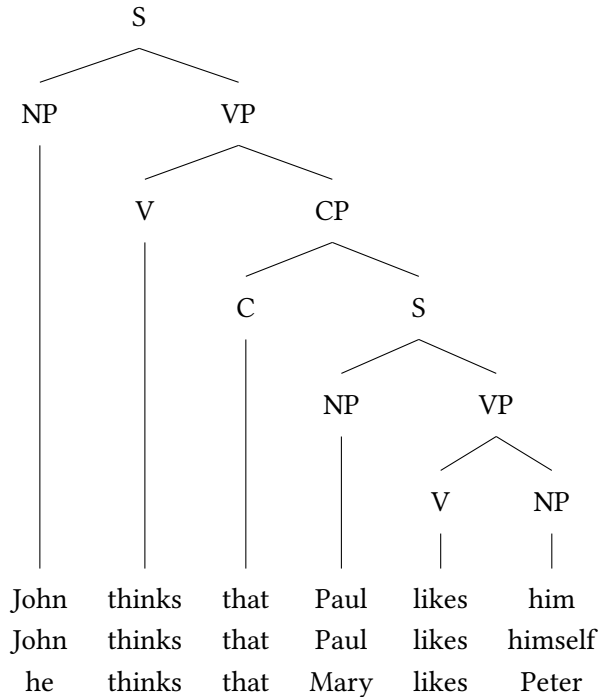 S
NP VP
V CP
C S
NP VP
V NP
John thinks that Paul likes him
John thinks that Paul likes himself
he thinks that Mary likes Peter